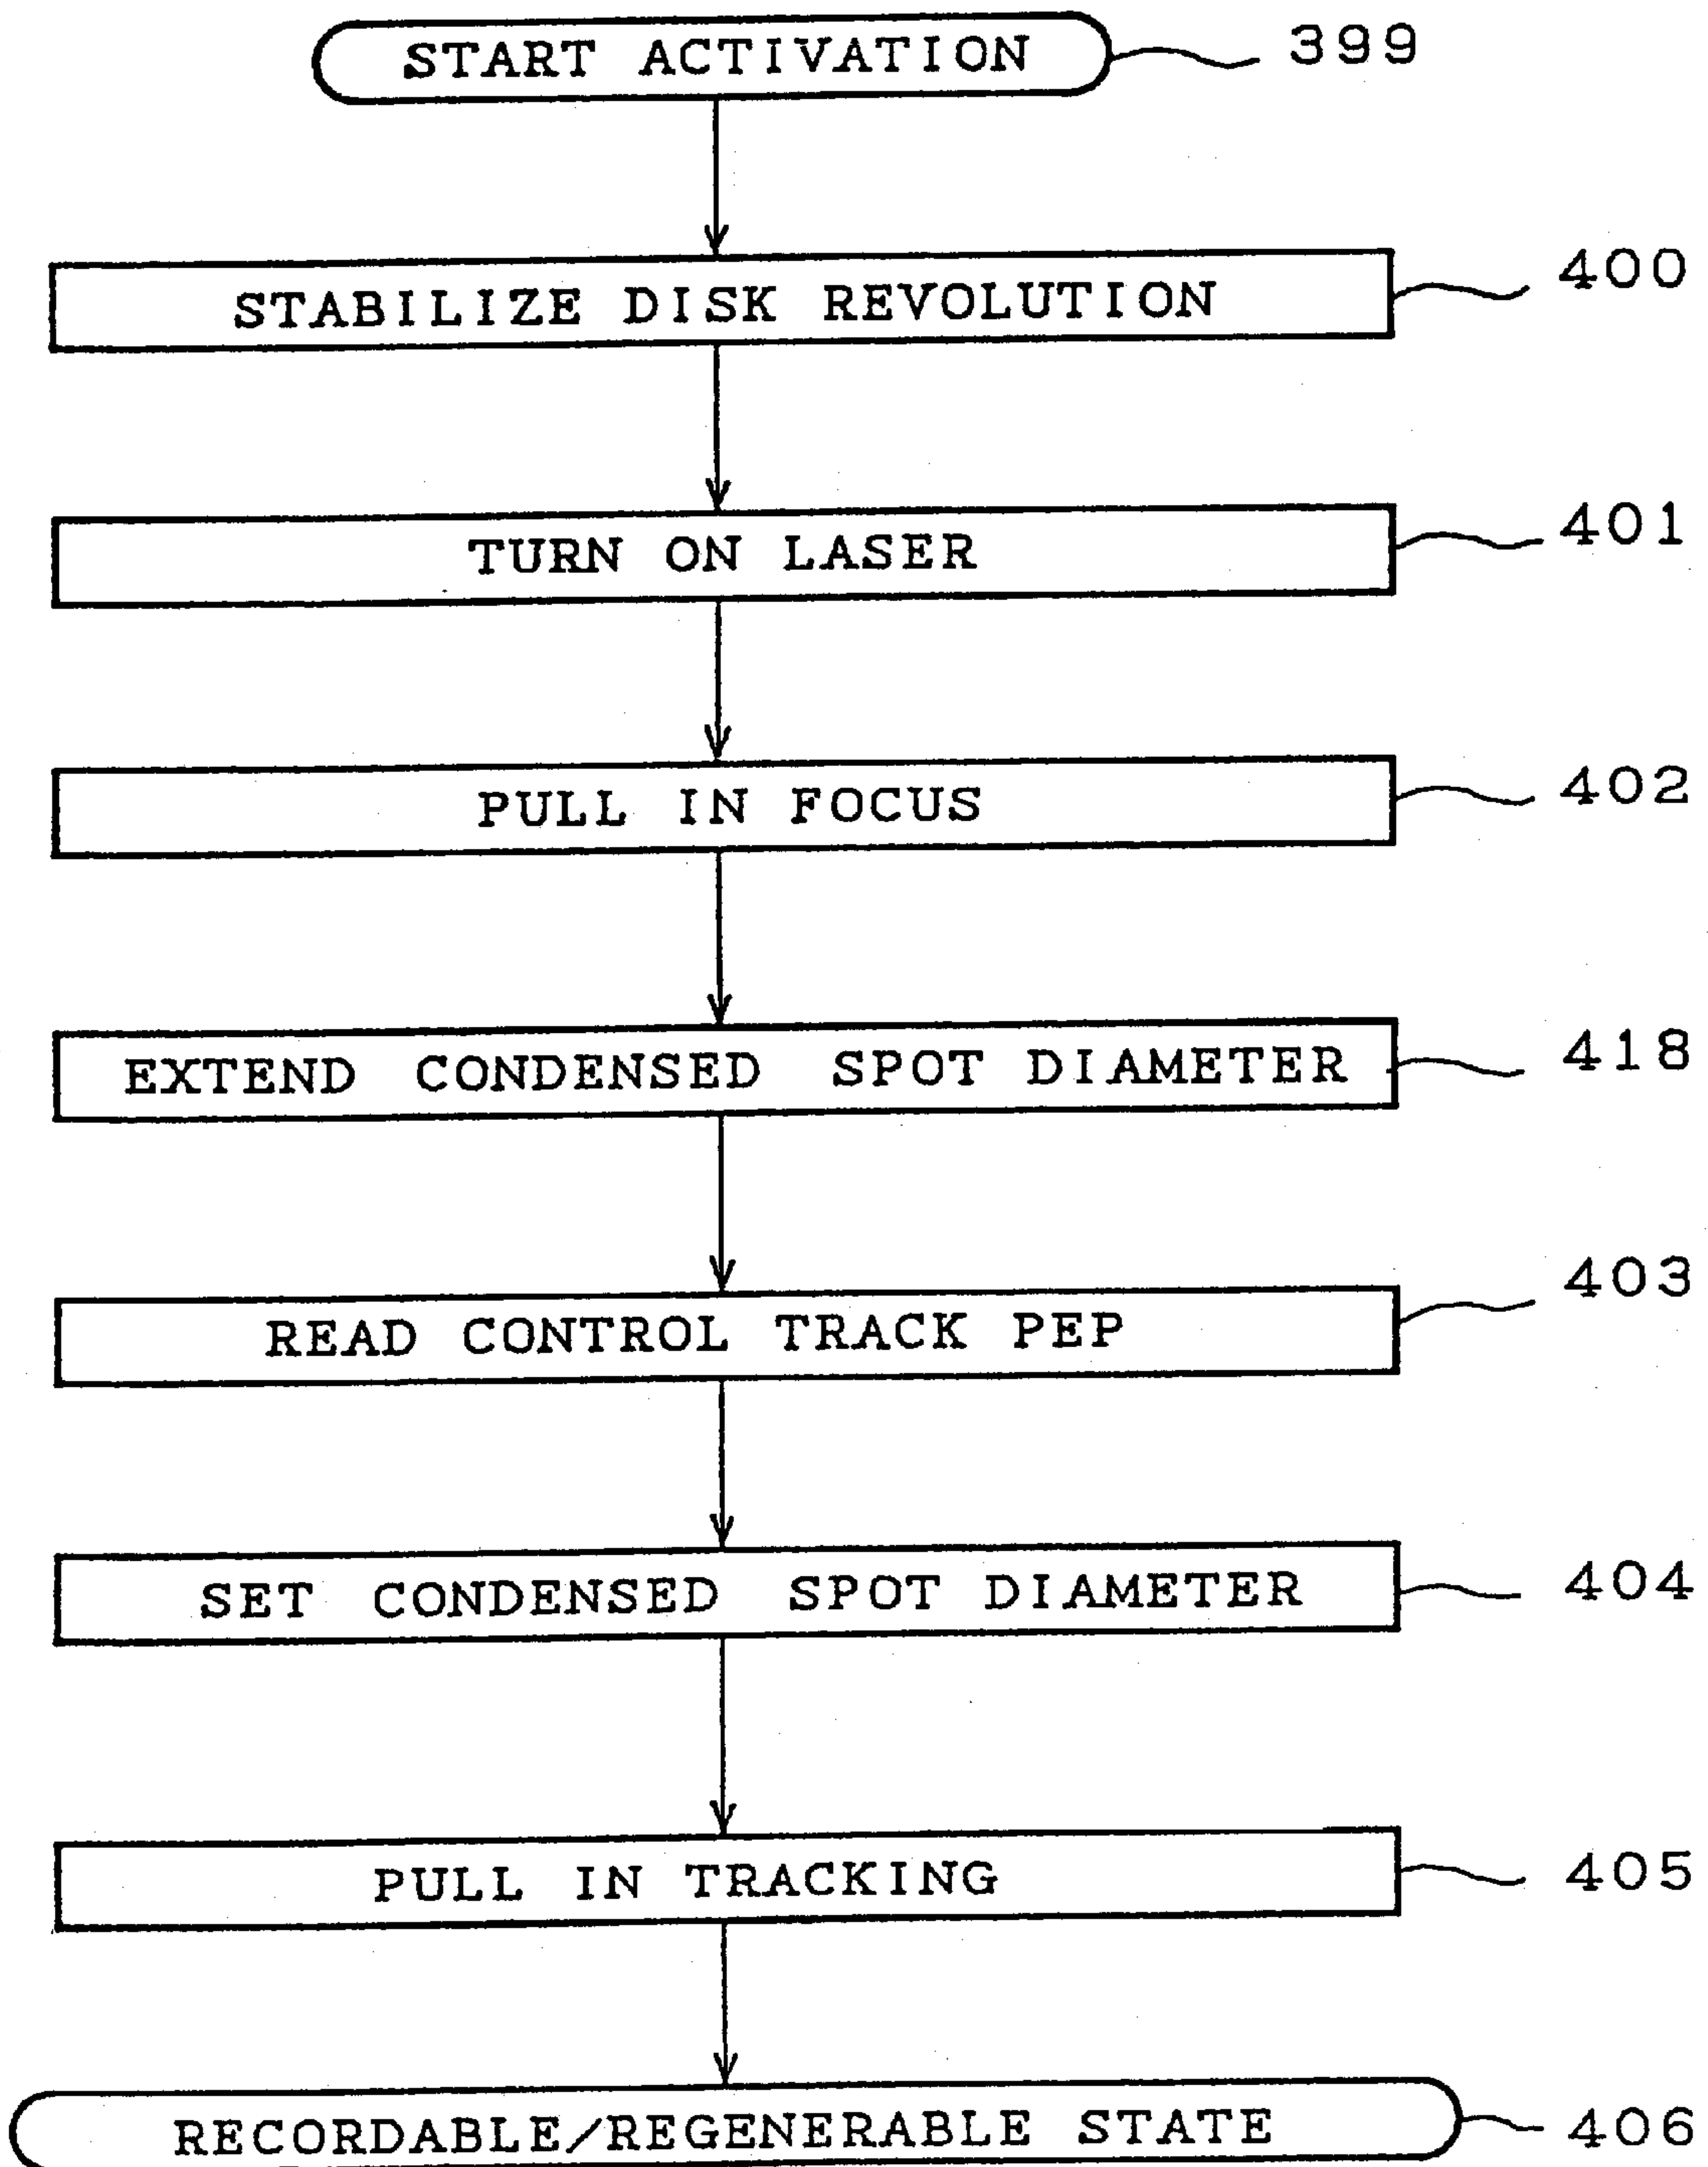 START ACTIVATION 399
STABILIZE DISK REVOLUTION 400
TURN ON LASER 401
PULL IN FOCUS 402
EXTEND CONDENSED SPOT DIAMETER 418
READ CONTROL TRACK PEP 403
SET CONDENSED SPOT DIAMETER 404
PULL IN TRACKING 405
RECORDABLE/REGENERABLE STATE 406